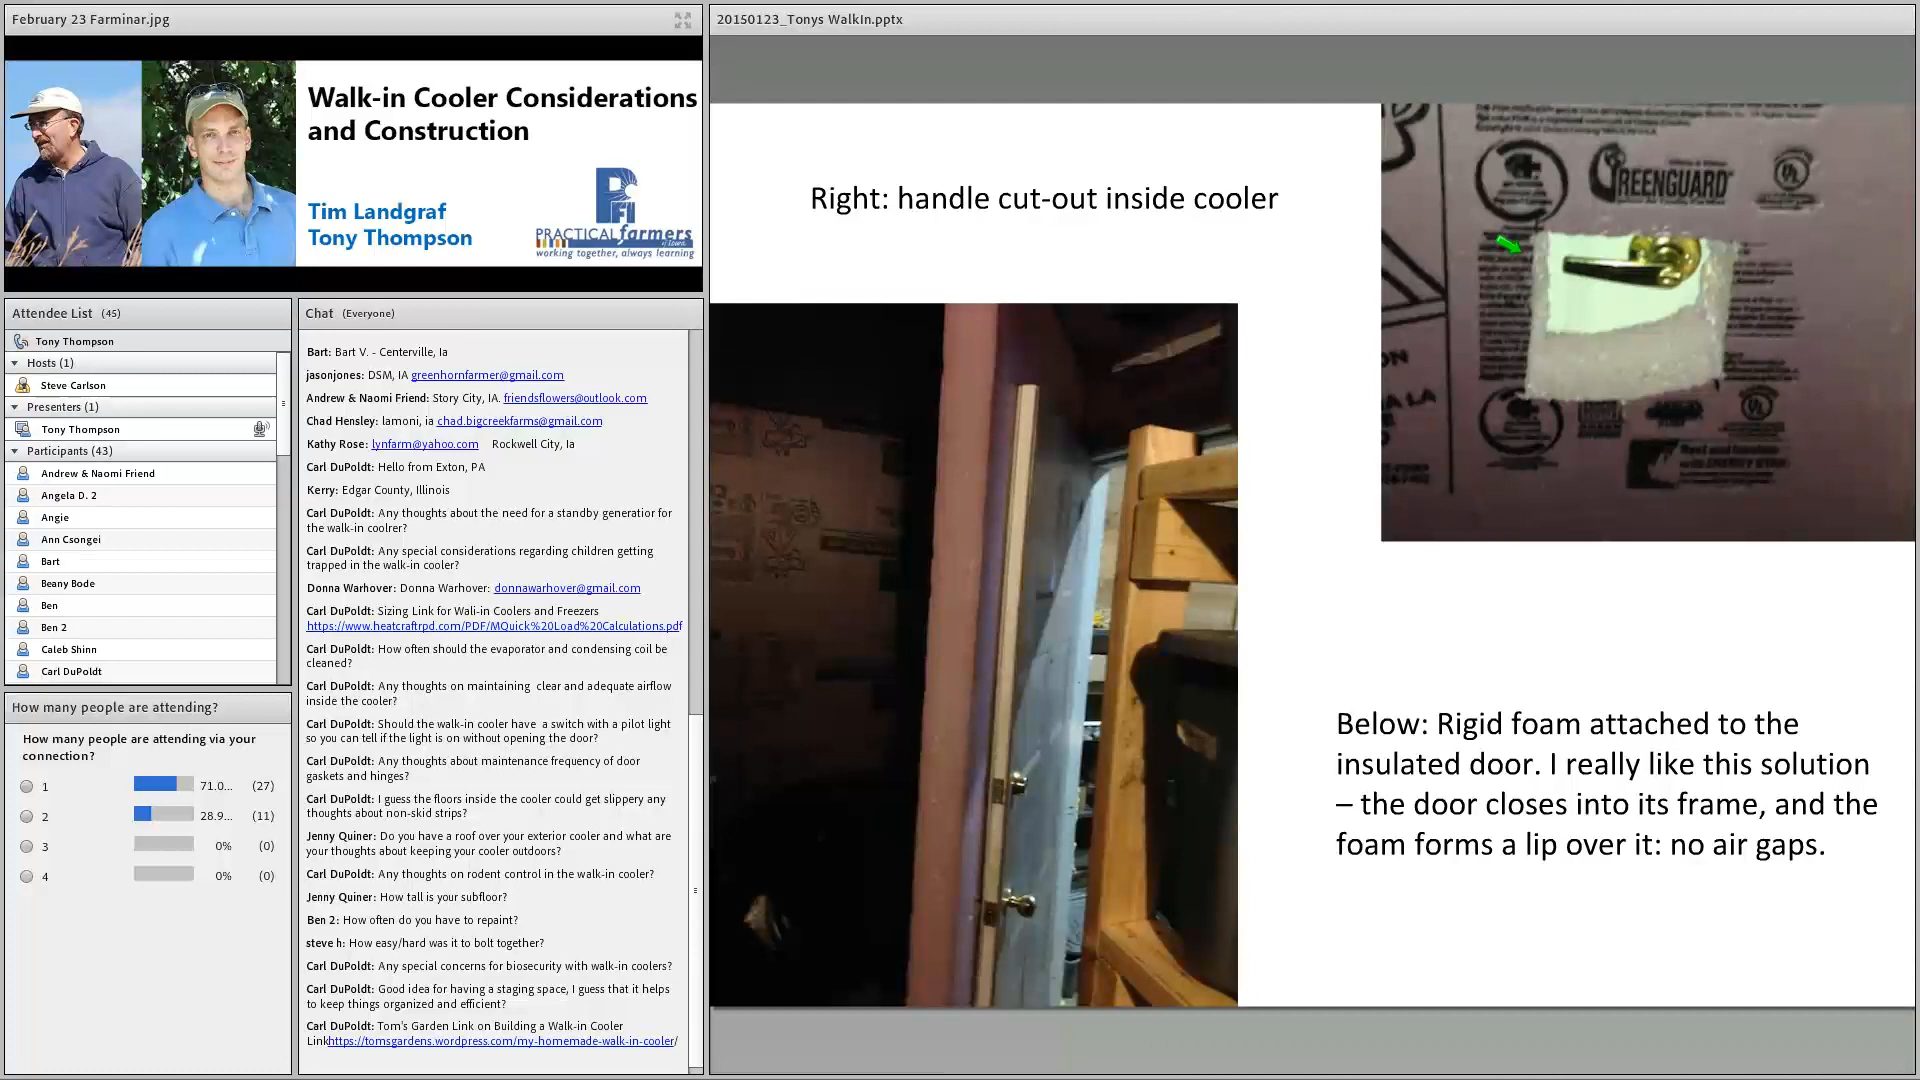 February 23 Farminar.jpg
Walk-in Cooler Considerations
and Construction
Tim Landgraf
Tony Thompson
PFI
PRACTICAL farmers
of Iowa
working together, always learning
Attendee List (45)
Tony Thompson
Hosts (1)
Steve Carlson
Presenters (1)
Tony Thompson
Participants (43)
Andrew & Naomi Friend
Angela D. 2
Angie
Ann Csongei
Bart
Beany Bode
Ben
Ben 2
Caleb Shinn
Carl DuPoldt
How many people are attending?
How many people are attending via your
connection?
1 71.0... (27)
2 28.9... (11)
3 0% (0)
4 0% (0)
Chat (Everyone)
Bart: Bart V. - Centerville, Ia
jasonjones: DSM, IA greenhornfarmer@gmail.com
Andrew & Naomi Friend: Story City, IA. friendsflowers@outlook.com
Chad Hensley: lamoni, ia chad.bigcreekfarms@gmail.com
Kathy Rose: lynfarm@yahoo.com Rockwell City, Ia
Carl DuPoldt: Hello from Exton, PA
Kerry: Edgar County, Illinois
Carl DuPoldt: Any thoughts about the need for a standby generatior for
the walk-in coolrer?
Carl DuPoldt: Any special considerations regarding children getting
trapped in the walk-in cooler?
Donna Warhover: Donna Warhover: donnawarhover@gmail.com
Carl DuPoldt: Sizing Link for Wali-in Coolers and Freezers
https://www.heatcraftrpd.com/PDF/MQuick%20Load%20Calculations.pdf
Carl DuPoldt: How often should the evaporator and condensing coil be
cleaned?
Carl DuPoldt: Any thoughts on maintaining clear and adequate airflow
inside the cooler?
Carl DuPoldt: Should the walk-in cooler have a switch with a pilot light
so you can tell if the light is on without opening the door?
Carl DuPoldt: Any thoughts about maintenance frequency of door
gaskets and hinges?
Carl DuPoldt: I guess the floors inside the cooler could get slippery any
thoughts about non-skid strips?
Jenny Quiner: Do you have a roof over your exterior cooler and what are
your thoughts about keeping your cooler outdoors?
Carl DuPoldt: Any thoughts on rodent control in the walk-in cooler?
Jenny Quiner: How tall is your subfloor?
Ben 2: How often do you have to repaint?
steve h: How easy/hard was it to bolt together?
Carl DuPoldt: Any special concerns for biosecurity with walk-in coolers?
Carl DuPoldt: Good idea for having a staging space, I guess that it helps
to keep things organized and efficient?
Carl DuPoldt: Tom's Garden Link on Building a Walk-in Cooler
Linkhttps://tomsgardens.wordpress.com/my-homemade-walk-in-cooler/
20150123_Tonys WalkIn.pptx
Right: handle cut-out inside cooler
GREENGUARD
UL
Below: Rigid foam attached to the
insulated door. I really like this solution
– the door closes into its frame, and the
foam forms a lip over it: no air gaps.